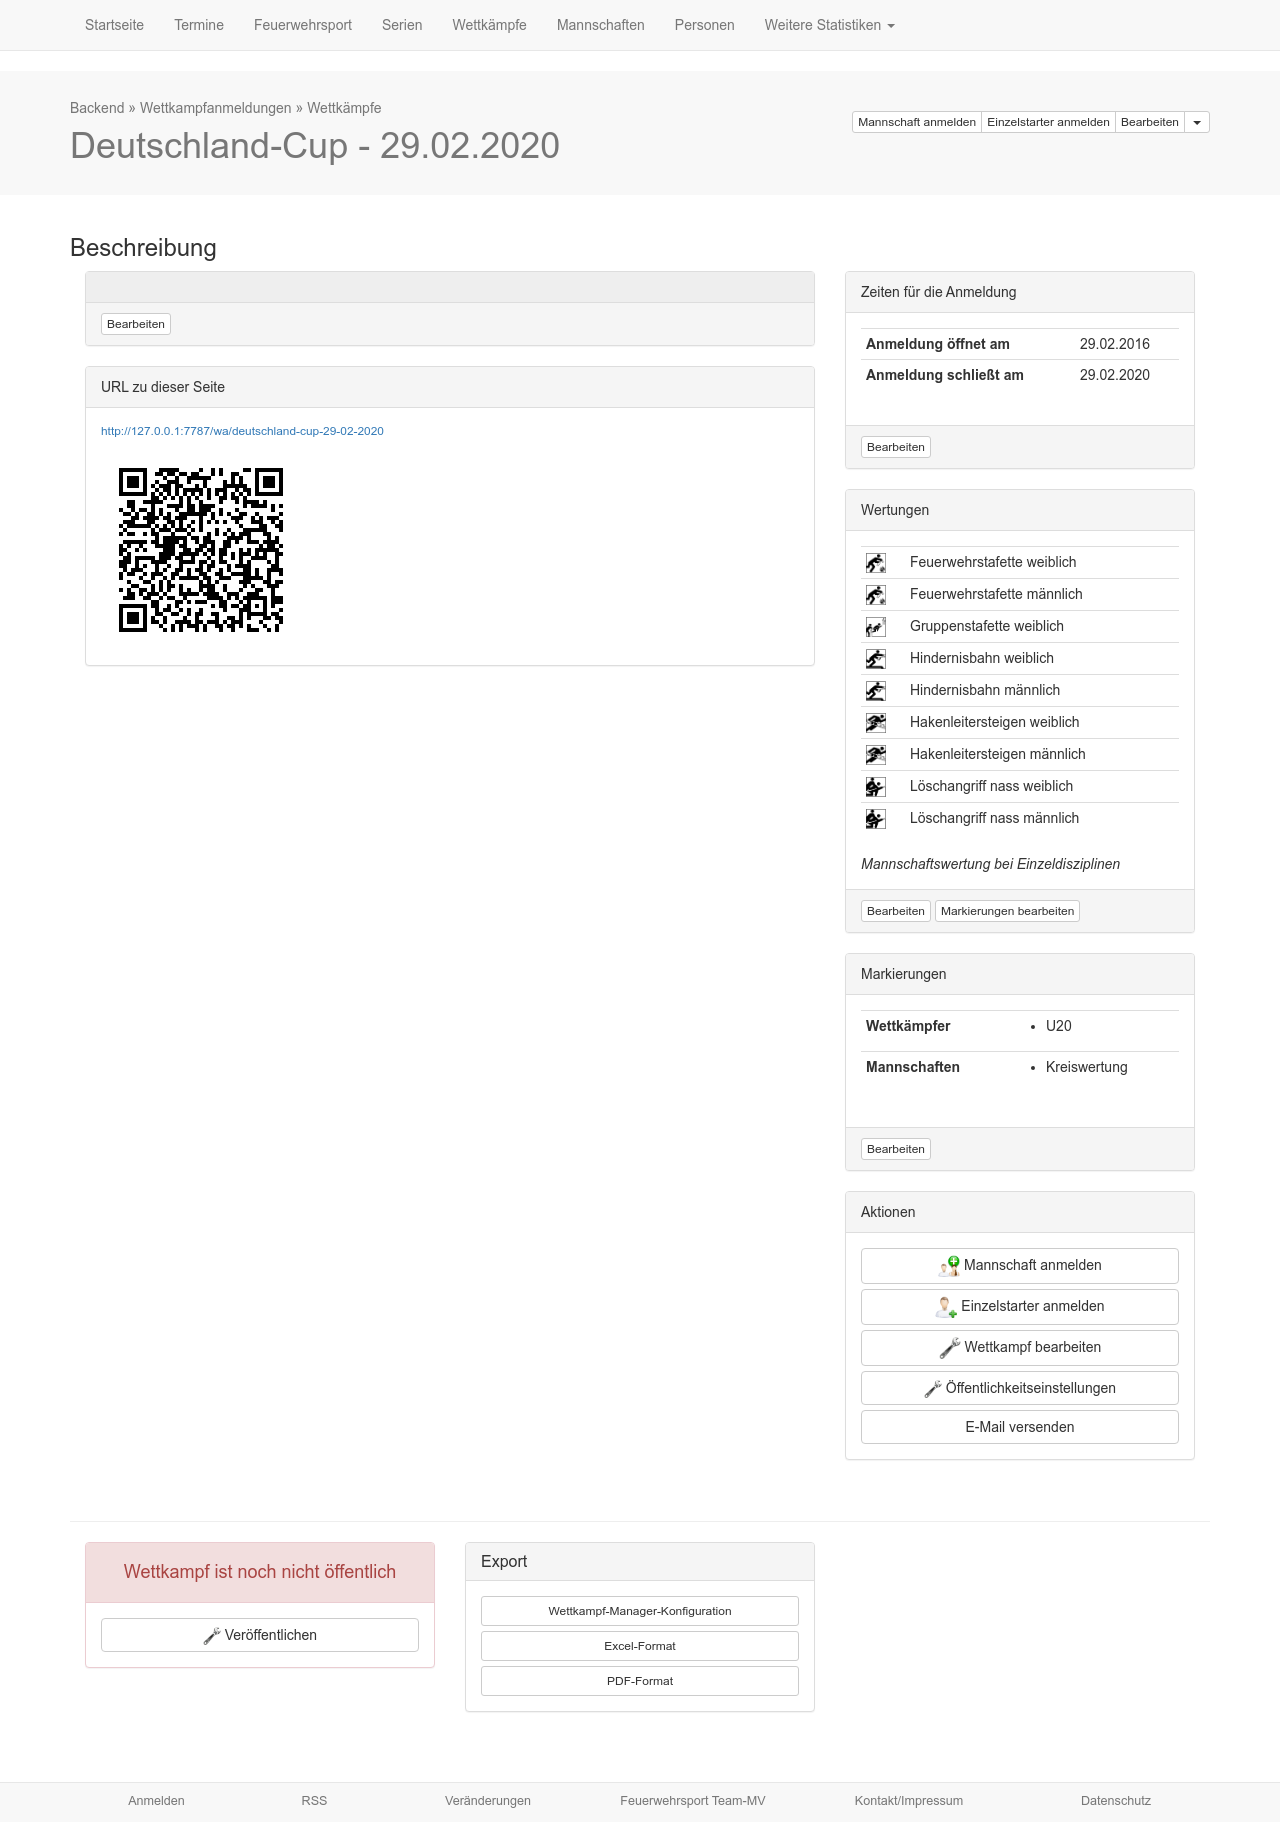 Startseite Termine Feuerwehrsport Serien Wettkämpfe Mannschaften Personen Weitere Statistiken
Backend » Wettkampfanmeldungen » Wettkämpfe
Deutschland-Cup - 29.02.2020
Mannschaft anmelden Einzelstarter anmelden Bearbeiten
Beschreibung
Bearbeiten
URL zu dieser Seite
http://127.0.0.1:7787/wa/deutschland-cup-29-02-2020
Zeiten für die Anmeldung
Anmeldung öffnet am 29.02.2016
Anmeldung schließt am 29.02.2020
Bearbeiten
Wertungen
Feuerwehrstafette weiblich
Feuerwehrstafette männlich
Gruppenstafette weiblich
Hindernisbahn weiblich
Hindernisbahn männlich
Hakenleitersteigen weiblich
Hakenleitersteigen männlich
Löschangriff nass weiblich
Löschangriff nass männlich
Mannschaftswertung bei Einzeldisziplinen
Bearbeiten Markierungen bearbeiten
Markierungen
Wettkämpfer • U20
Mannschaften • Kreiswertung
Bearbeiten
Aktionen
Mannschaft anmelden
Einzelstarter anmelden
Wettkampf bearbeiten
Öffentlichkeitseinstellungen
E-Mail versenden
Wettkampf ist noch nicht öffentlich
Veröffentlichen
Export
Wettkampf-Manager-Konfiguration
Excel-Format
PDF-Format
Anmelden RSS Veränderungen Feuerwehrsport Team-MV Kontakt/Impressum Datenschutz